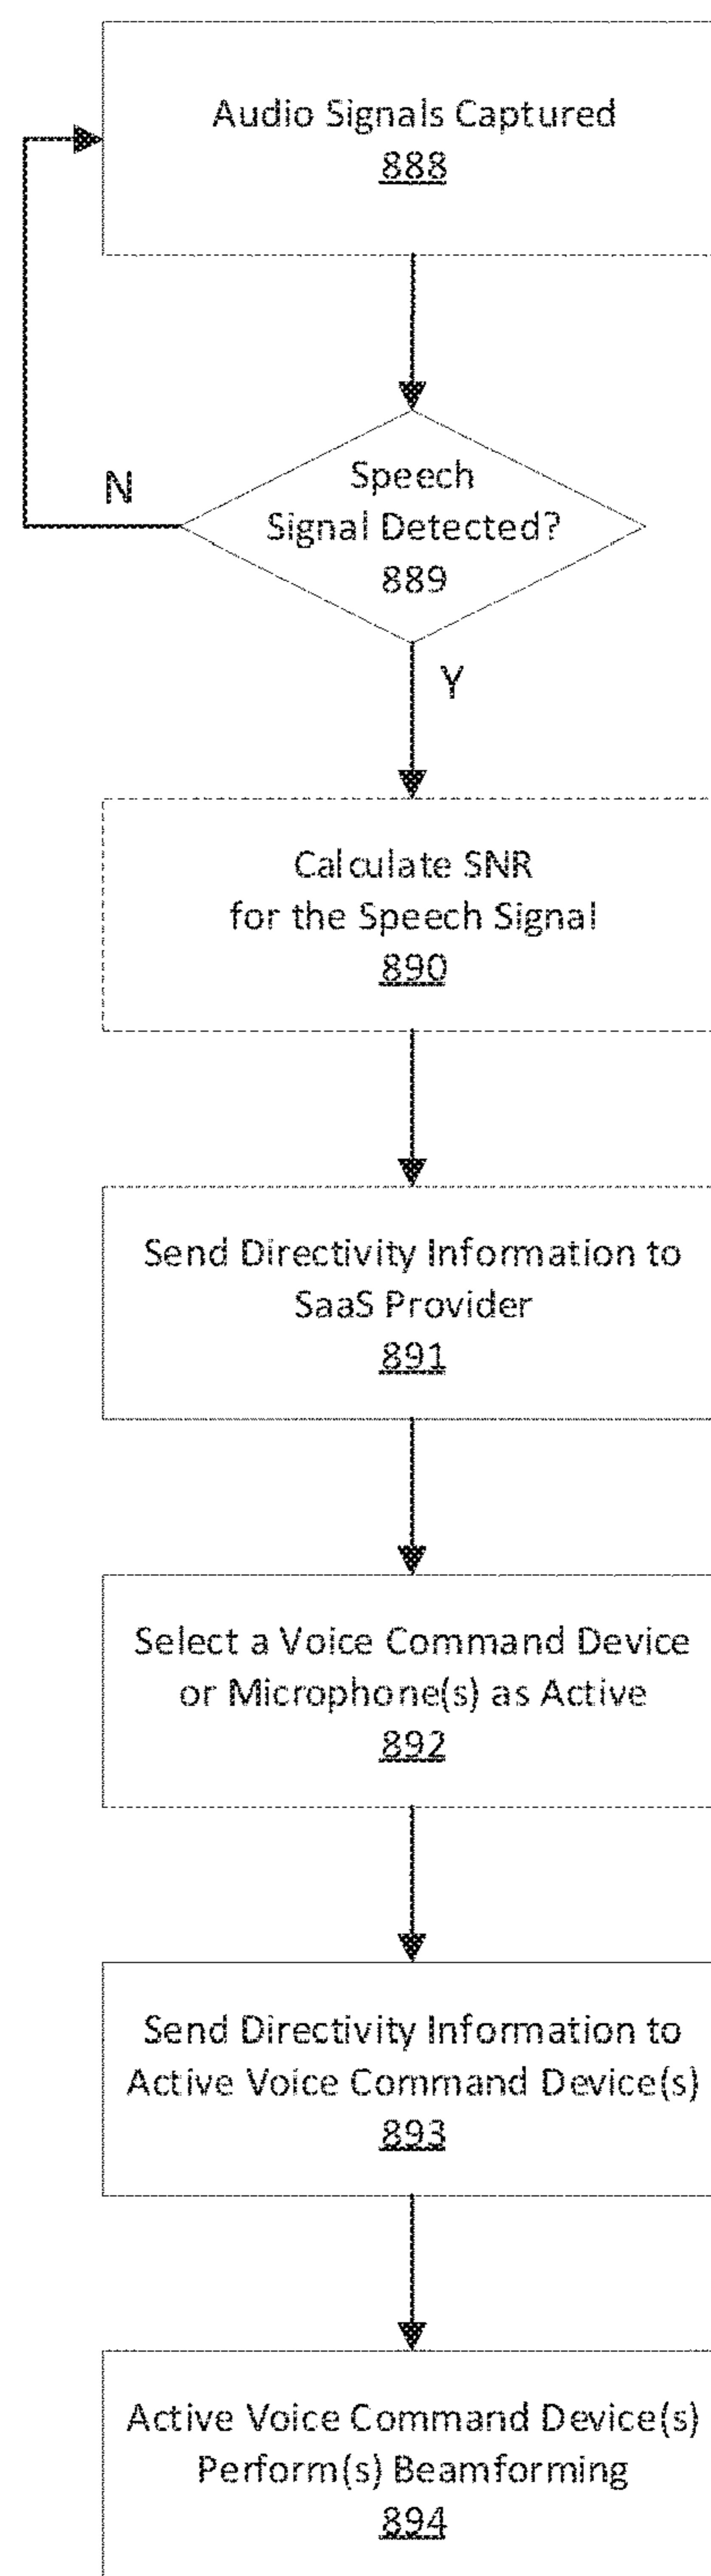 Audio Signals Captured
888
Speech
Signal Detected?
889
N
Y
Calculate SNR
for the Speech Signal
890
Send Directivity Information to
SaaS Provider
891
Select a Voice Command Device
or Microphone(s) as Active
892
Send Directivity Information to
Active Voice Command Device(s)
893
Active Voice Command Device(s)
Perform(s) Beamforming
894